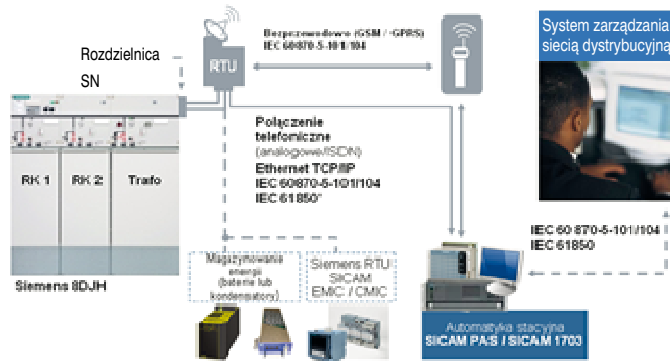 Bezprzewodowe (GSM / GPRS)
IEC 60870-5-101/104
System zarządzania
siecią dystrybucyjną
Rozdzielnica
SN
RTU
Połączenie
telefoniczne
(analogowe/ISDN)
Ethernet TCP/IP
IEC 60870-5-101/104
IEC 61850*
RK 1
RK 2
Trafo
IEC 60870-5-101/104
IEC 61850
Magazynowanie
energii
(baterie lub
kondensatory)
Siemens RTU
SICAM
EMIC / CMIC
Siemens 8DJH
Automatyka stacyjna
SICAM PAS / SICAM 1703